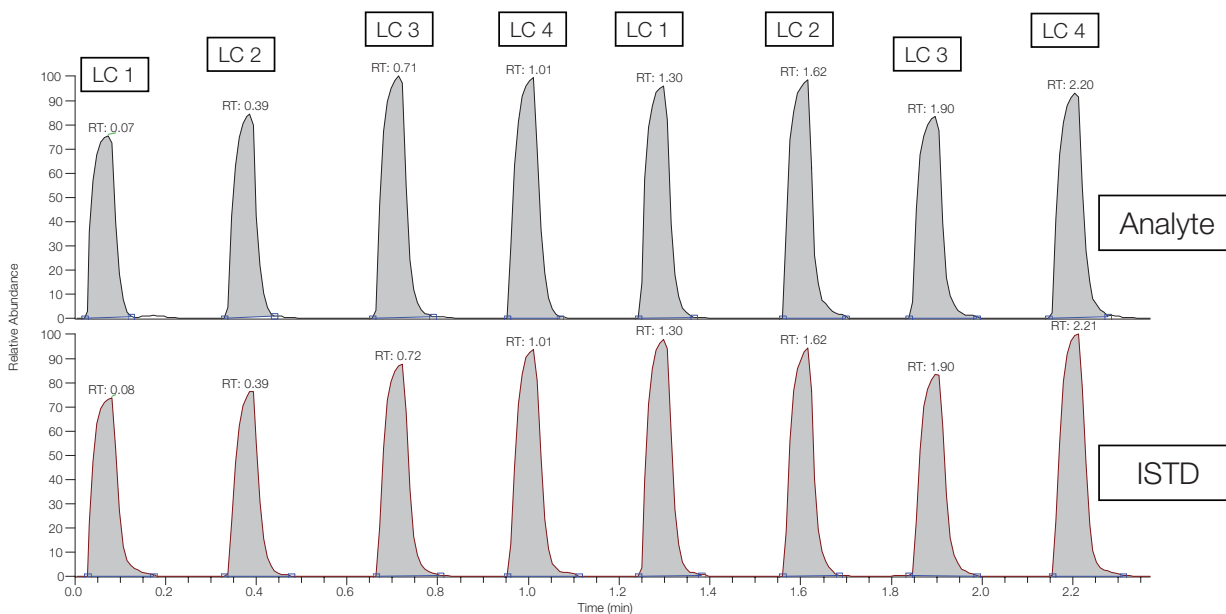 LC 1
LC 2
LC 3
LC 4
LC 1
LC 2
LC 3
LC 4
RT: 0.07
RT: 0.39
RT: 0.71
RT: 1.01
RT: 1.30
RT: 1.62
RT: 1.90
RT: 2.20
100
90
80
70
60
50
40
30
20
10
0
Analyte
Relative Abundance
RT: 0.08
RT: 0.39
RT: 0.72
RT: 1.01
RT: 1.30
RT: 1.62
RT: 1.90
RT: 2.21
100
90
80
70
60
50
40
30
20
10
0
ISTD
0.0 0.2 0.4 0.6 0.8 1.0 1.2 1.4 1.6 1.8 2.0 2.2
Time (min)